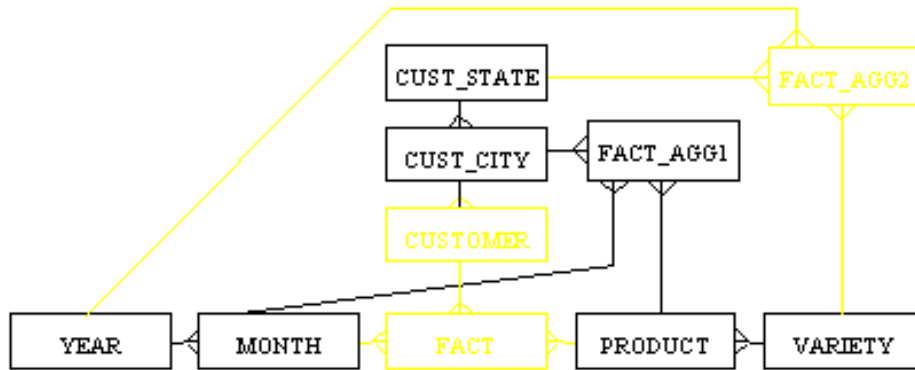 CUST_STATE
FACT_AGG2
CUST_CITY
FACT_AGG1
CUSTOMER
YEAR
MONTH
FACT
PRODUCT
VARIETY